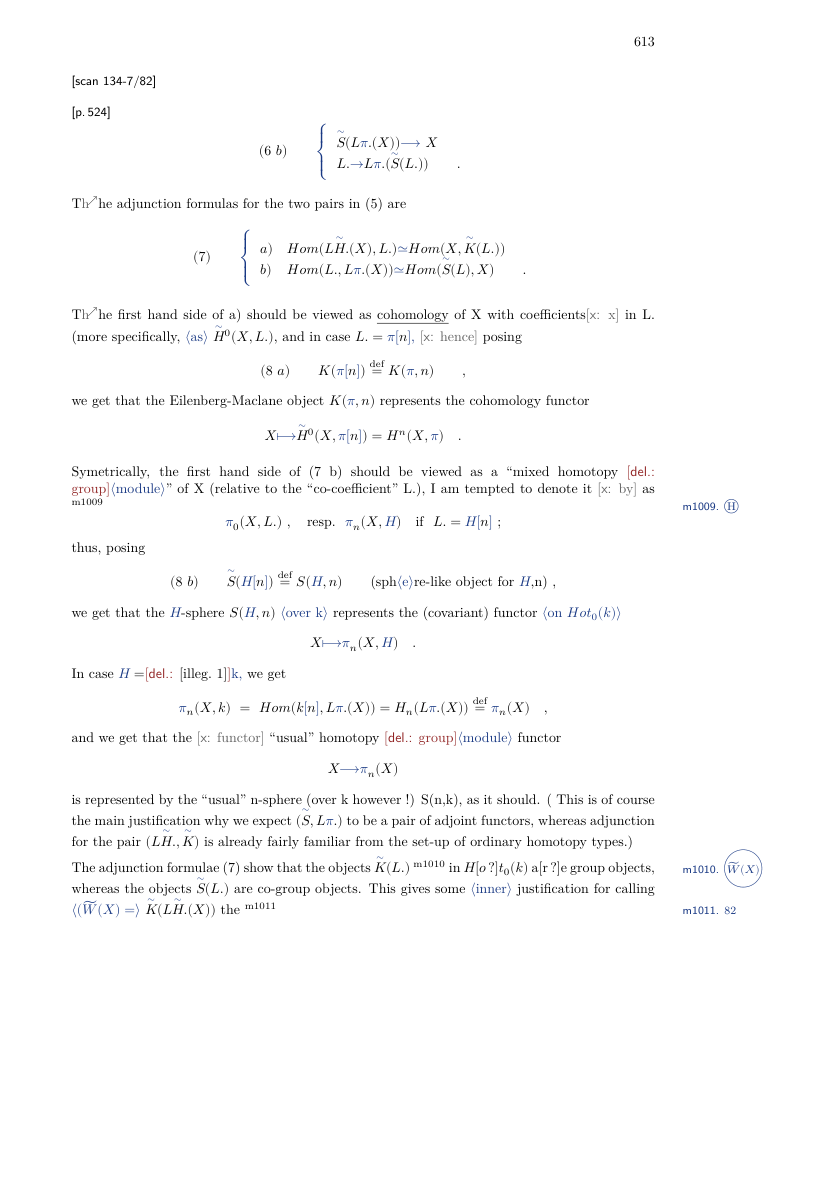 613
[scan 134-7/82]
[p. 524]
(6 b) { S̃(Lπ.(X))⟶ X
L.→Lπ.(S̃(L.)) .
Th↗he adjunction formulas for the two pairs in (5) are
(7) { a) Hom(LH̃.(X), L.)≃Hom(X, K̃(L.))
b) Hom(L., Lπ.(X))≃Hom(S̃(L), X) .
Th↗he first hand side of a) should be viewed as cohomology of X with coefficients[x: x] in L.
(more specifically, ⟨as⟩ H̃⁰(X, L.), and in case L. = π[n], [x: hence] posing
(8 a) K(π[n]) def= K(π, n) ,
we get that the Eilenberg-Maclane object K(π, n) represents the cohomology functor
X⟼H̃⁰(X, π[n]) = Hⁿ(X, π) .
Symetrically, the first hand side of (7 b) should be viewed as a “mixed homotopy [del.:
group]⟨module⟩” of X (relative to the “co-coefficient” L.), I am tempted to denote it [x: by] as
m1009
m1009. Ⓗ
π₀(X, L.) , resp. πₙ(X, H) if L. = H[n] ;
thus, posing
(8 b) S̃(H[n]) def= S(H, n) (sph⟨e⟩re-like object for H,n) ,
we get that the H-sphere S(H, n) ⟨over k⟩ represents the (covariant) functor ⟨on Hot₀(k)⟩
X⟼πₙ(X, H) .
In case H =[del.: [illeg. 1]]k, we get
πₙ(X, k) = Hom(k[n], Lπ.(X)) = Hₙ(Lπ.(X)) def= πₙ(X) ,
and we get that the [x: functor] “usual” homotopy [del.: group]⟨module⟩ functor
X⟶πₙ(X)
is represented by the “usual” n-sphere (over k however !) S(n,k), as it should. ( This is of course
the main justification why we expect (S̃, Lπ.) to be a pair of adjoint functors, whereas adjunction
for the pair (LH̃., K̃) is already fairly familiar from the set-up of ordinary homotopy types.)
The adjunction formulae (7) show that the objects K̃(L.) m1010 in H[o ?]t₀(k) a[r ?]e group objects,
m1010. W̃(X)
whereas the objects S̃(L.) are co-group objects. This gives some ⟨inner⟩ justification for calling
⟨(W̃(X) =⟩ K̃(LH̃.(X)) the m1011
m1011. 82